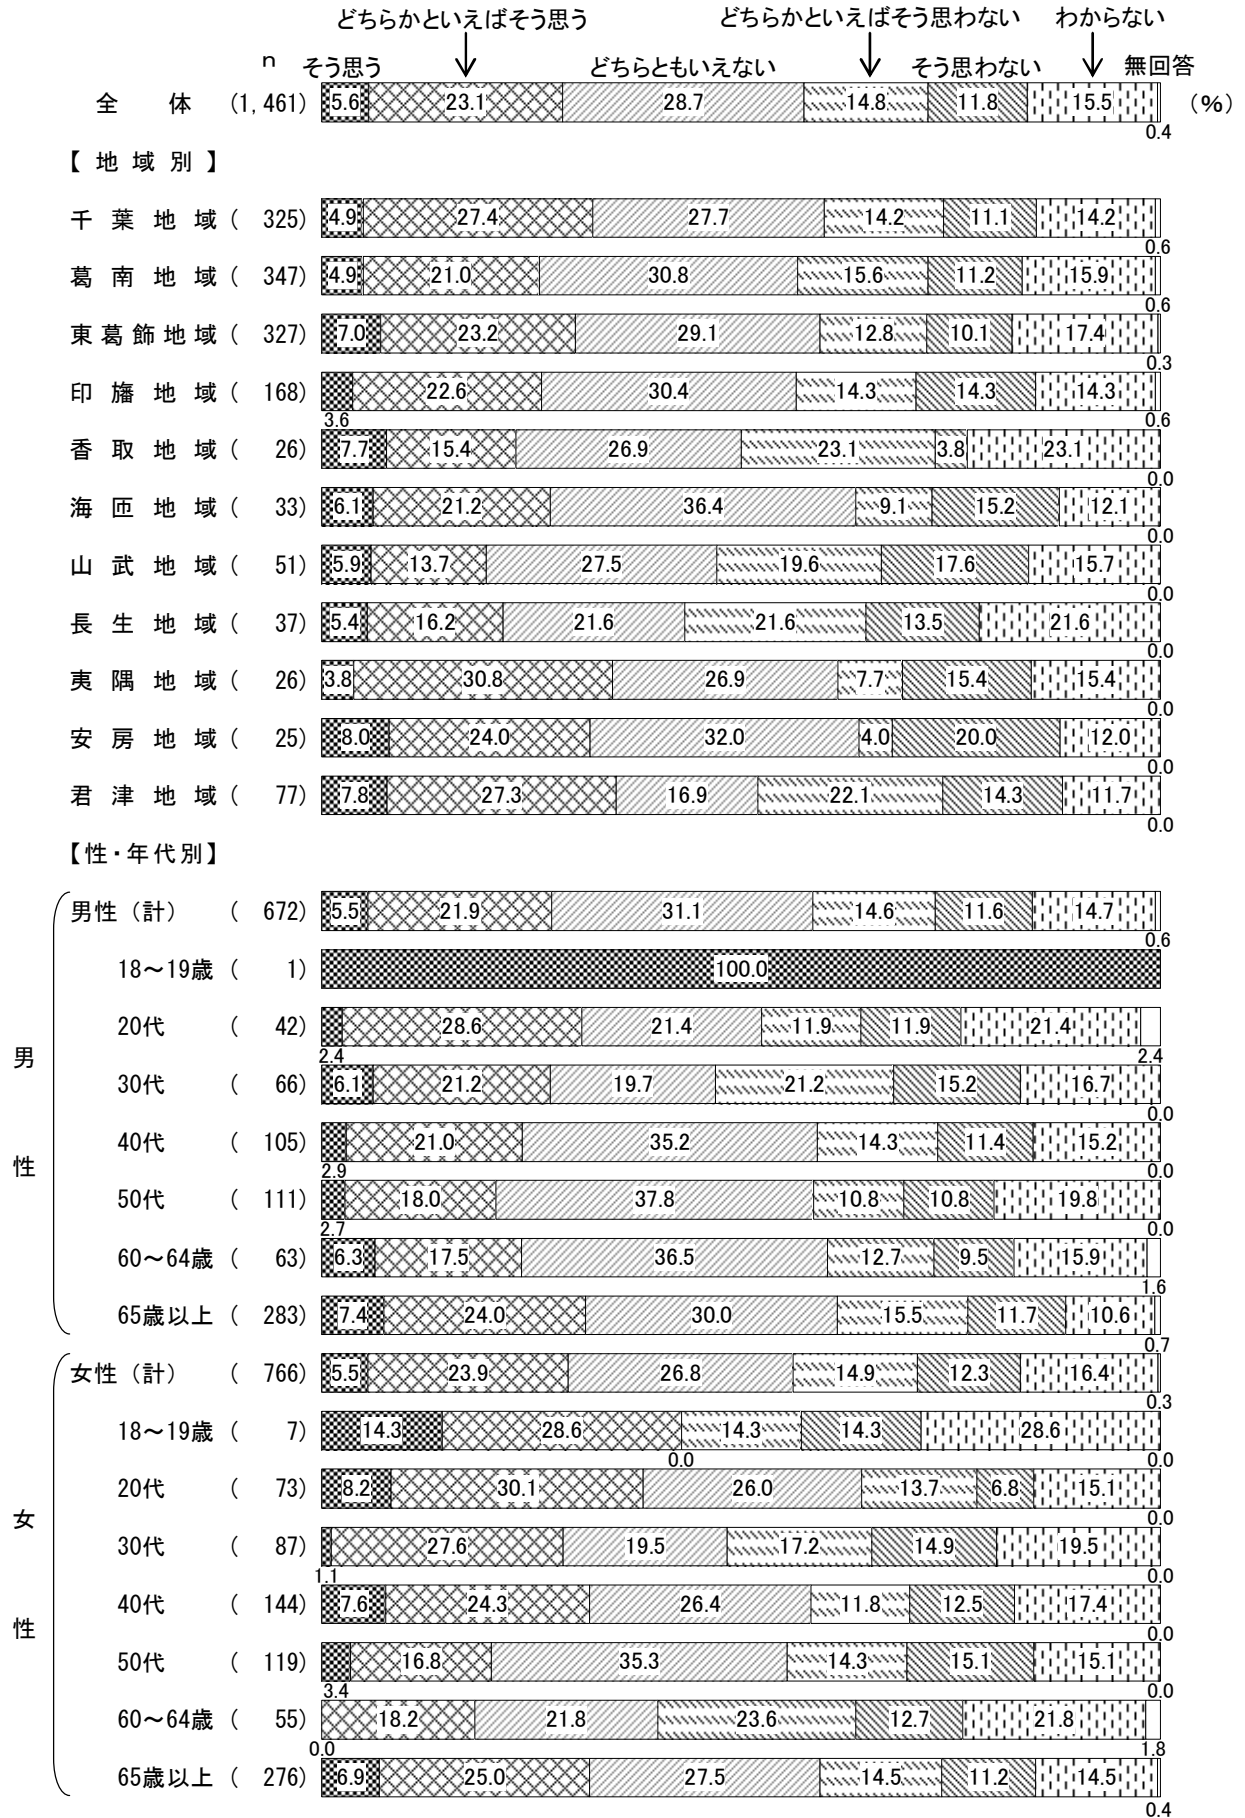 どちらかといえばそう思う どちらかといえばそう思わない わからない
n そう思う どちらともいえない そう思わない 無回答
全体 (1,461) 5.6 23.1 28.7 14.8 11.8 15.5 (%)
0.4
【地域別】
千葉地域( 325) 4.9 27.4 27.7 14.2 11.1 14.2
0.6
葛南地域( 347) 4.9 21.0 30.8 15.6 11.2 15.9
0.6
東葛飾地域( 327) 7.0 23.2 29.1 12.8 10.1 17.4
0.3
印旛地域( 168) 22.6 30.4 14.3 14.3 14.3
3.6 0.6
香取地域( 26) 7.7 15.4 26.9 23.1 3.8 23.1
0.0
海匝地域( 33) 6.1 21.2 36.4 9.1 15.2 12.1
0.0
山武地域( 51) 5.9 13.7 27.5 19.6 17.6 15.7
0.0
長生地域( 37) 5.4 16.2 21.6 21.6 13.5 21.6
0.0
夷隅地域( 26) 3.8 30.8 26.9 7.7 15.4 15.4
0.0
安房地域( 25) 8.0 24.0 32.0 4.0 20.0 12.0
0.0
君津地域( 77) 7.8 27.3 16.9 22.1 14.3 11.7
0.0
【性・年代別】
男性
男性(計) ( 672) 5.5 21.9 31.1 14.6 11.6 14.7
0.6
18〜19歳( 1) 100.0
20代 ( 42) 28.6 21.4 11.9 11.9 21.4
2.4 2.4
30代 ( 66) 6.1 21.2 19.7 21.2 15.2 16.7
0.0
40代 ( 105) 21.0 35.2 14.3 11.4 15.2
2.9 0.0
50代 ( 111) 18.0 37.8 10.8 10.8 19.8
2.7 0.0
60〜64歳( 63) 6.3 17.5 36.5 12.7 9.5 15.9
1.6
65歳以上( 283) 7.4 24.0 30.0 15.5 11.7 10.6
0.7
女性
女性(計) ( 766) 5.5 23.9 26.8 14.9 12.3 16.4
0.3
18〜19歳( 7) 14.3 28.6 14.3 14.3 28.6
0.0 0.0
20代 ( 73) 8.2 30.1 26.0 13.7 6.8 15.1
0.0
30代 ( 87) 27.6 19.5 17.2 14.9 19.5
1.1 0.0
40代 ( 144) 7.6 24.3 26.4 11.8 12.5 17.4
0.0
50代 ( 119) 16.8 35.3 14.3 15.1 15.1
3.4 0.0
60〜64歳( 55) 18.2 21.8 23.6 12.7 21.8
0.0 1.8
65歳以上( 276) 6.9 25.0 27.5 14.5 11.2 14.5
0.4